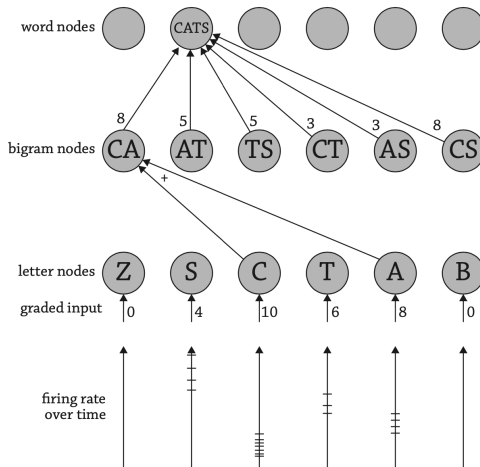 word nodes CATS
8 5 5 3 3 8
bigram nodes CA AT TS CT AS CS
+
letter nodes Z S C T A B
graded input 0 4 10 6 8 0
firing rate
over time